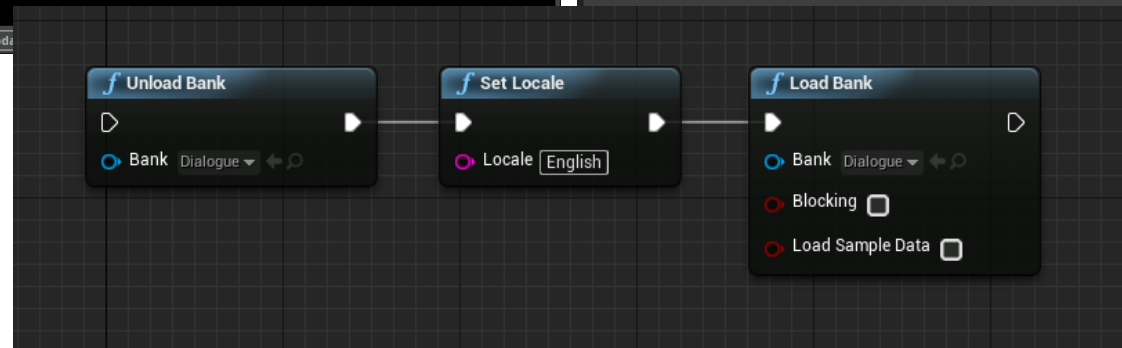 Unload Bank
Bank Dialogue
Set Locale
Locale English
Load Bank
Bank Dialogue
Blocking
Load Sample Data